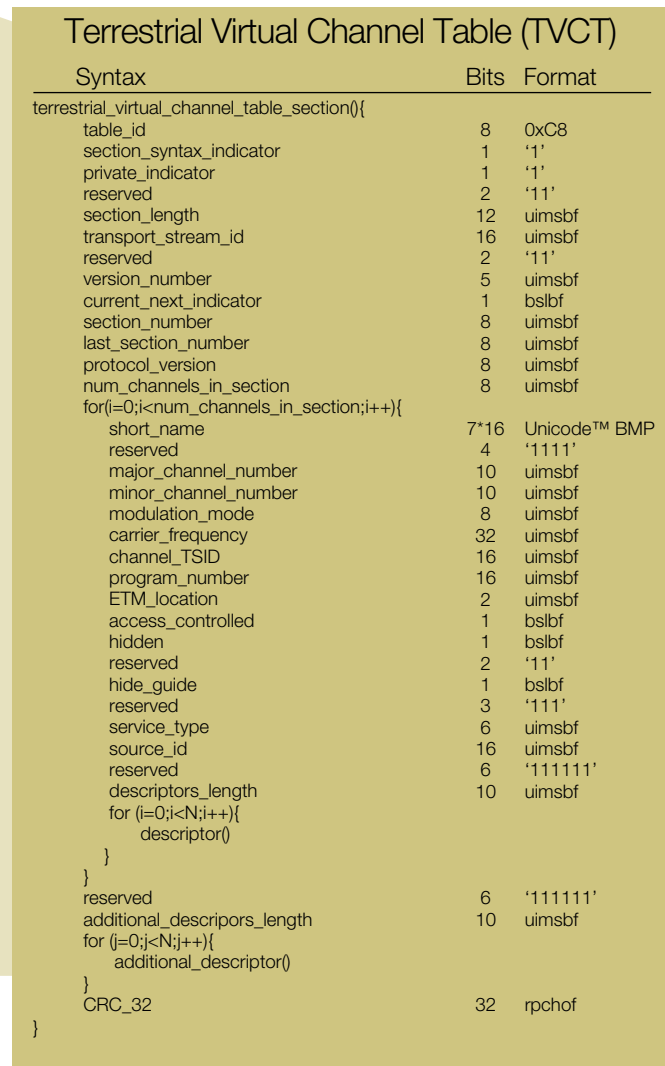 Terrestrial Virtual Channel Table (TVCT)
Syntax Bits Format
terrestrial_virtual_channel_table_section(){
table_id 8 0xC8
section_syntax_indicator 1 ‘1’
private_indicator 1 ‘1’
reserved 2 ‘11’
section_length 12 uimsbf
transport_stream_id 16 uimsbf
reserved 2 ‘11’
version_number 5 uimsbf
current_next_indicator 1 bslbf
section_number 8 uimsbf
last_section_number 8 uimsbf
protocol_version 8 uimsbf
num_channels_in_section 8 uimsbf
for(i=0;i<num_channels_in_section;i++){
short_name 7*16 Unicode™ BMP
reserved 4 ‘1111’
major_channel_number 10 uimsbf
minor_channel_number 10 uimsbf
modulation_mode 8 uimsbf
carrier_frequency 32 uimsbf
channel_TSID 16 uimsbf
program_number 16 uimsbf
ETM_location 2 uimsbf
access_controlled 1 bslbf
hidden 1 bslbf
reserved 2 ‘11’
hide_guide 1 bslbf
reserved 3 ‘111’
service_type 6 uimsbf
source_id 16 uimsbf
reserved 6 ‘111111’
descriptors_length 10 uimsbf
for (i=0;i<N;i++){
descriptor()
}
}
reserved 6 ‘111111’
additional_descripors_length 10 uimsbf
for (j=0;j<N;j++){
additional_descriptor()
}
CRC_32 32 rpchof
}